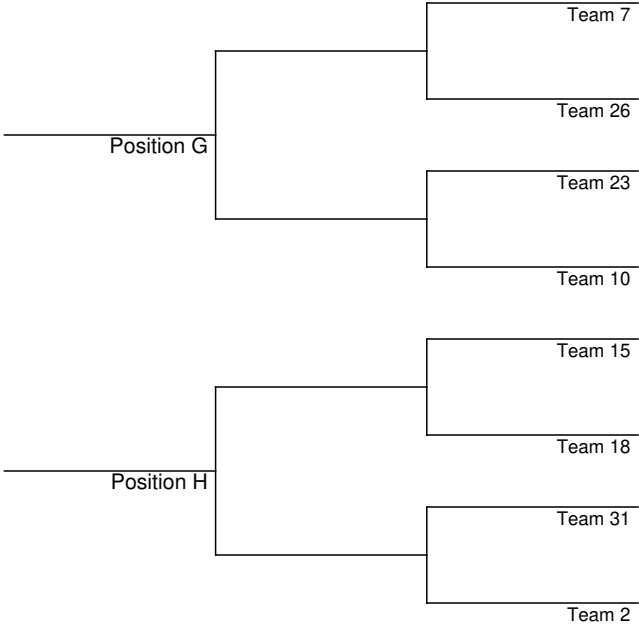 Team 7
Team 26
Position G
Team 23
Team 10
Team 15
Team 18
Position H
Team 31
Team 2